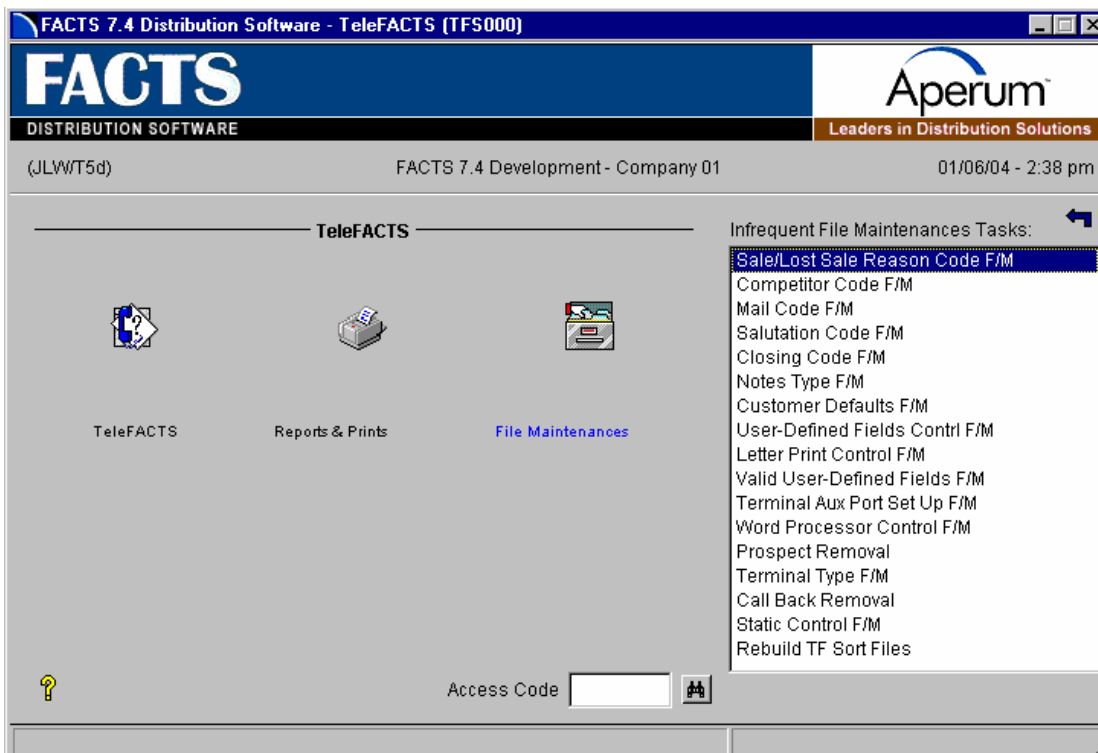 FACTS 7.4 Distribution Software - TeleFACTS (TFS000)
FACTS
DISTRIBUTION SOFTWARE
Aperum™
Leaders in Distribution Solutions
(JLW/T5d)
FACTS 7.4 Development - Company 01
01/06/04 - 2:38 pm
TeleFACTS
TeleFACTS
Reports & Prints
File Maintenances
Infrequent File Maintenances Tasks:
Sale/Lost Sale Reason Code F/M
Competitor Code F/M
Mail Code F/M
Salutation Code F/M
Closing Code F/M
Notes Type F/M
Customer Defaults F/M
User-Defined Fields Contrl F/M
Letter Print Control F/M
Valid User-Defined Fields F/M
Terminal Aux Port Set Up F/M
Word Processor Control F/M
Prospect Removal
Terminal Type F/M
Call Back Removal
Static Control F/M
Rebuild TF Sort Files
Access Code